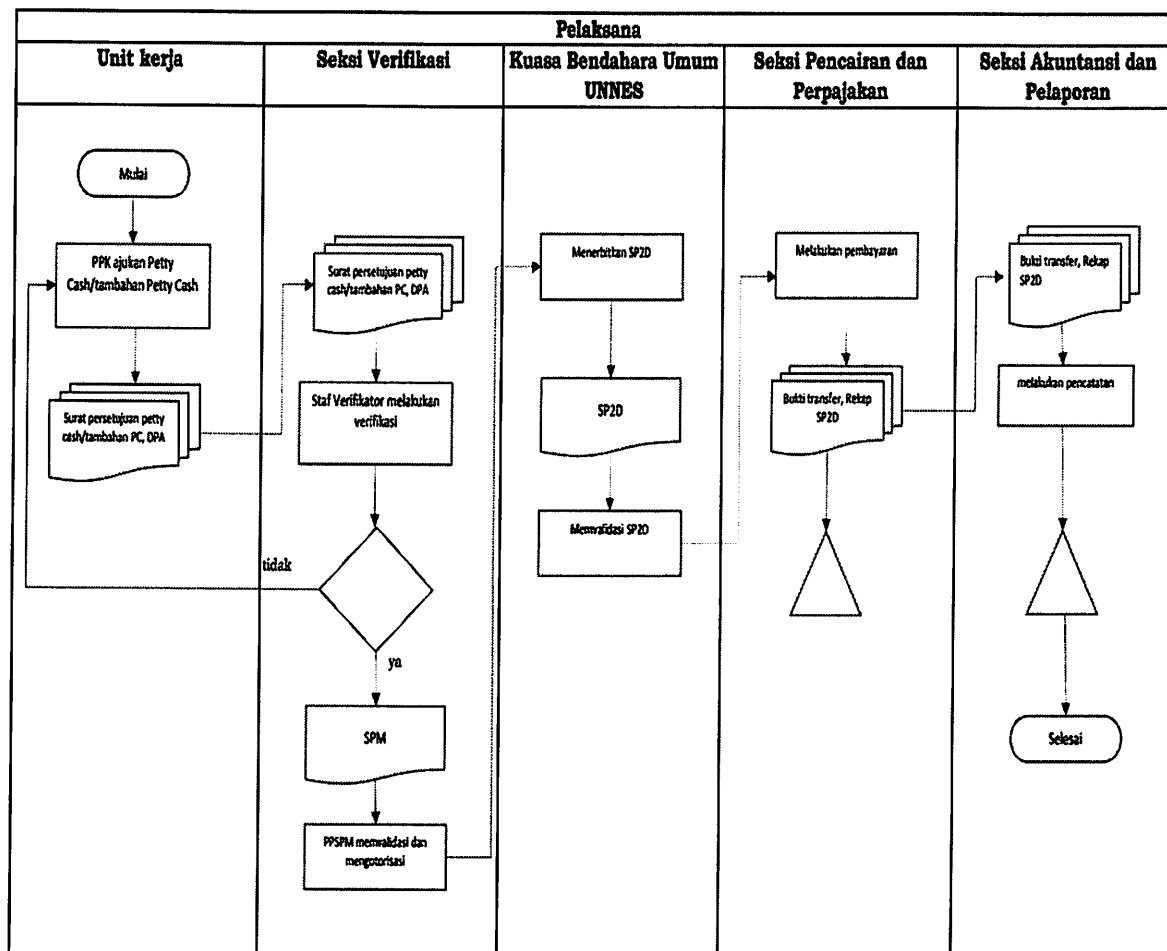 Pelaksana
Unit kerja
Seksi Verifikasi
Kuasa Bendahara Umum
UNNES
Seksi Pencairan dan
Perpajakan
Seksi Akuntansi dan
Pelaporan
Mulai
PPK ajukan Petty
Cash/tambahan Petty Cash
Surat persetujuan petty
cash/tambahan PC, DPA
Surat persetujuan petty
cash/tambahan PC, DPA
Staf Verifikator melakukan
verifikasi
tidak
ya
SPM
PPSPM memvalidasi dan
mengotorisasi
Menerbitkan SP2D
SP2D
Memvalidasi SP2D
Melakukan pembayaran
Bukti transfer, Rekap
SP2D
Bukti transfer, Rekap
SP2D
melakukan pencatatan
Selesai